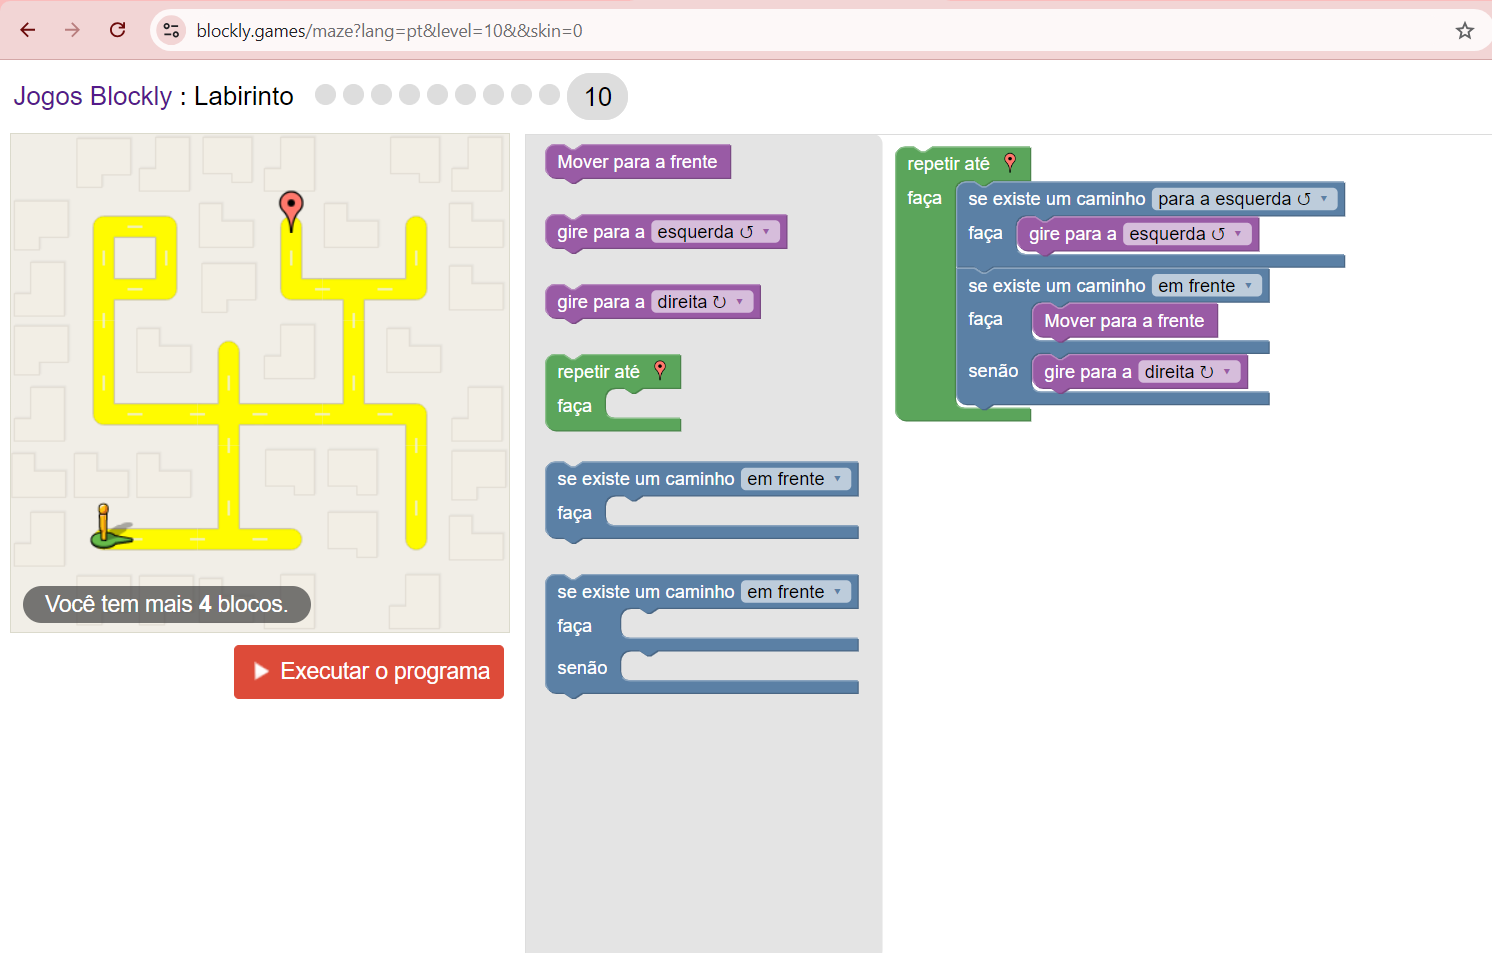 blockly.games/maze?lang=pt&level=10&&skin=0
Jogos Blockly : Labirinto
10
Você tem mais 4 blocos.
Executar o programa
Mover para a frente
gire para a esquerda ↺
gire para a direita ↻
repetir até
faça
se existe um caminho em frente
faça
se existe um caminho em frente
faça
senão
repetir até
faça
se existe um caminho para a esquerda ↺
faça gire para a esquerda ↺
se existe um caminho em frente
faça Mover para a frente
senão gire para a direita ↻